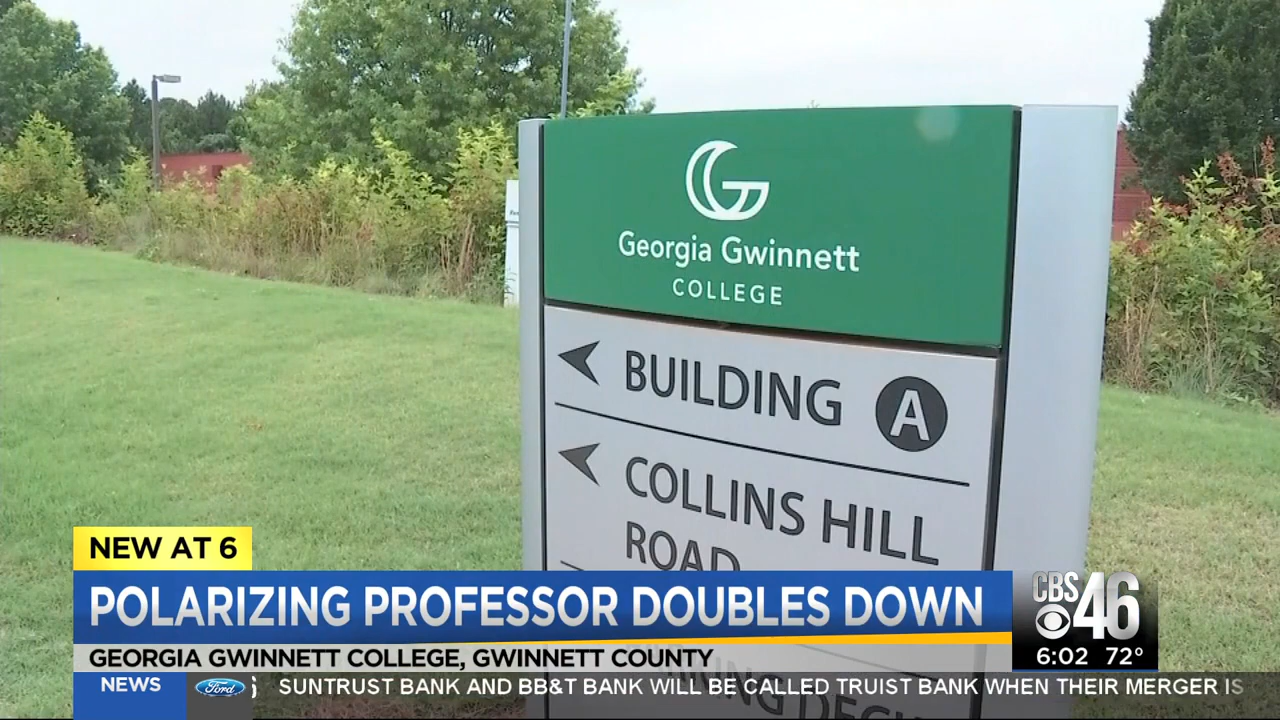 Georgia Gwinnett
COLLEGE
BUILDING A
COLLINS HILL
ROAD
NEW AT 6
POLARIZING PROFESSOR DOUBLES DOWN
GEORGIA GWINNETT COLLEGE, GWINNETT COUNTY
CBS 46
6:02 72°
NEWS
Ford
SUNTRUST BANK AND BB&T BANK WILL BE CALLED TRUIST BANK WHEN THEIR MERGER IS